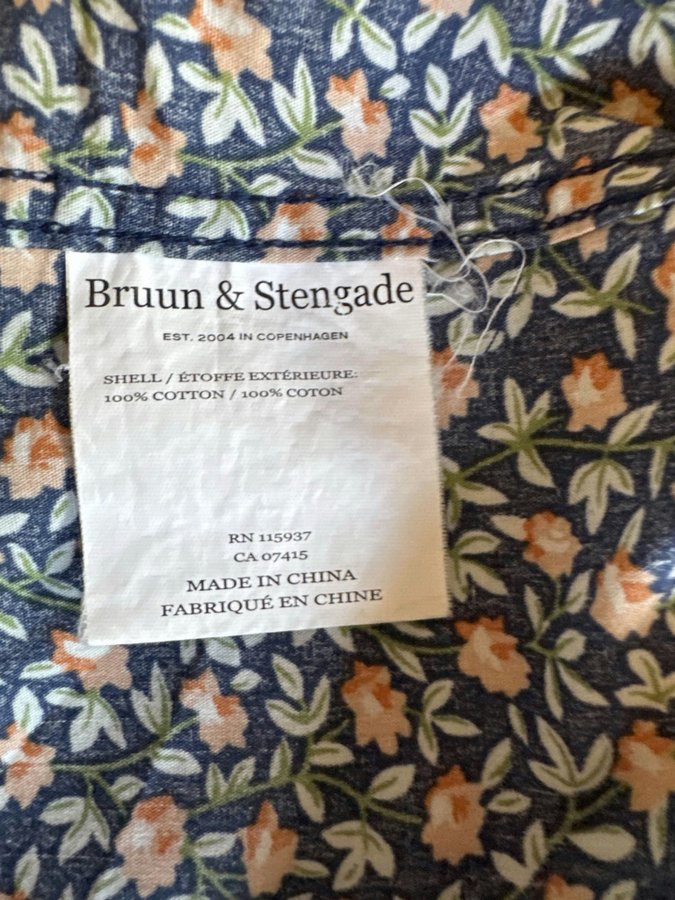 Bruun & Stengade
EST. 2004 IN COPENHAGEN
SHELL / ÉTOFFE EXTÉRIEURE:
100% COTTON / 100% COTON
RN 115937
CA 07415
MADE IN CHINA
FABRIQUÉ EN CHINE